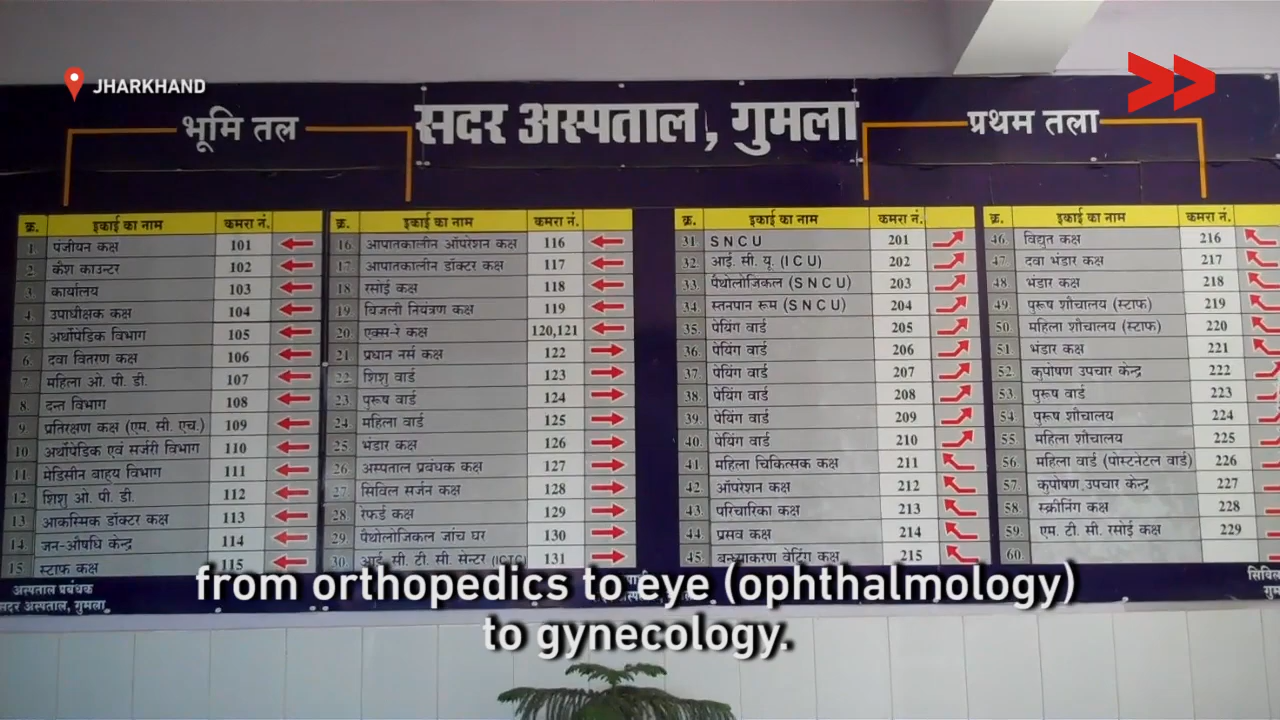 JHARKHAND
भूमि तल
सदर अस्पताल, गुमला
प्रथम तला
क्र. इकाई का नाम कमरा नं.
1. पंजीयन कक्ष 101
2. कैश काउन्टर 102
3. कार्यालय 103
4. उपाधीक्षक कक्ष 104
5. अर्थोपेडिक विभाग 105
6. दवा वितरण कक्ष 106
7. महिला ओ. पी. डी. 107
8. दन्त विभाग 108
9. प्रतिरक्षण कक्ष (एम. सी. एच.) 109
10 अर्थोपेडिक एवं सर्जरी विभाग 110
11. मेडिसीन बाह्य विभाग 111
12 शिशु ओ. पी. डी. 112
13 आकस्मिक डॉक्टर कक्ष 113
14. जन-औषधि केन्द्र 114
15. स्टाफ कक्ष 115
क्र. इकाई का नाम कमरा नं.
16. आपातकालीन ऑपरेशन कक्ष 116
17. आपातकालीन डॉक्टर कक्ष 117
18 रसोई कक्ष 118
19 बिजली नियंत्रण कक्ष 119
20 एक्स-रे कक्ष 120,121
21. प्रधान नर्स कक्ष 122
22. शिशु वार्ड 123
23 पुरूष वार्ड 124
24. महिला वार्ड 125
25 भंडार कक्ष 126
26 अस्पताल प्रबंधक कक्ष 127
27. सिविल सर्जन कक्ष 128
28. रेफर्ड कक्ष 129
29. पैथोलोजिकल जांच घर 130
30. आई. सी. टी. सी. सेन्टर (ICTC) 131
क्र. इकाई का नाम कमरा नं.
31. SNCU 201
32. आई. सी. यू. (ICU) 202
33 पैथोलोजिकल (SNCU) 203
34. स्तनपान रूम (SNCU) 204
35. पेयिंग वार्ड 205
36. पेयिंग वार्ड 206
37. पेयिंग वार्ड 207
38. पेयिंग वार्ड 208
39. पेयिंग वार्ड 209
40. पेयिंग वार्ड 210
41. महिला चिकित्सक कक्ष 211
42. ऑपरेशन कक्ष 212
43 परिचारिका कक्ष 213
44. प्रसव कक्ष 214
45. बन्ध्याकरण वेटिंग कक्ष 215
क्र. इकाई का नाम कमरा नं.
46. विद्युत कक्ष 216
47. दवा भंडार कक्ष 217
48. भंडार कक्ष 218
49. पुरूष शौचालय (स्टाफ) 219
50. महिला शौचालय (स्टाफ) 220
51. भंडार कक्ष 221
52. कुपोषण उपचार केन्द्र 222
53. पुरूष वार्ड 223
54. पुरूष शौचालय 224
55. महिला शौचालय 225
56. महिला वार्ड (पोस्टनेटल वार्ड) 226
57. कुपोषण उपचार केन्द्र 227
58. स्क्रीनिंग कक्ष 228
59. एम. टी. सी. रसोई कक्ष 229
60.
अस्पताल प्रबंधक
सदर अस्पताल, गुमला
from orthopedics to eye (ophthalmology)
to gynecology.